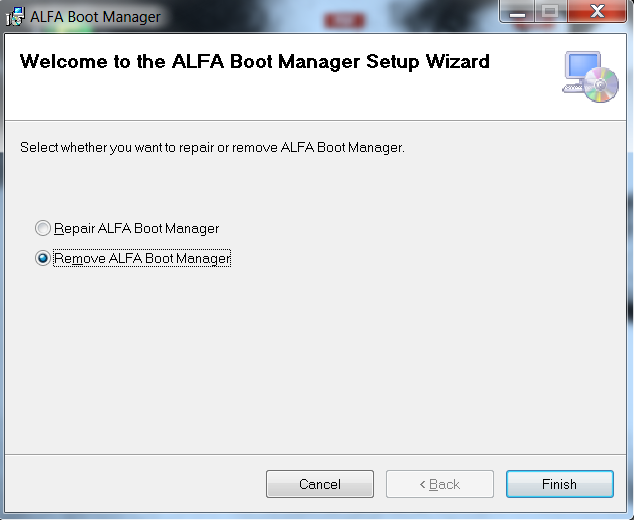 ALFA Boot Manager
Welcome to the ALFA Boot Manager Setup Wizard
Select whether you want to repair or remove ALFA Boot Manager.
Repair ALFA Boot Manager
Remove ALFA Boot Manager
Cancel
< Back
Finish